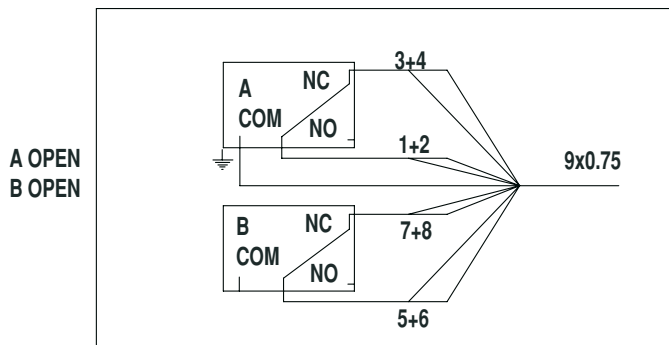 3+4
A NC
COM
NO
1+2
A OPEN
B OPEN
9x0.75
B NC
COM
NO
7+8
5+6